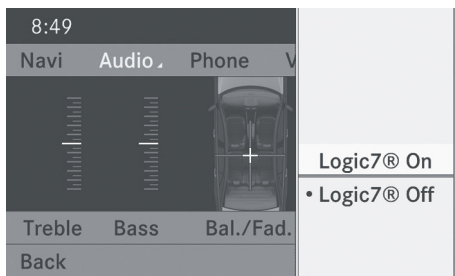 8:49
Navi Audio Phone V
Logic7® On
• Logic7® Off
Treble Bass Bal./Fad.
Back